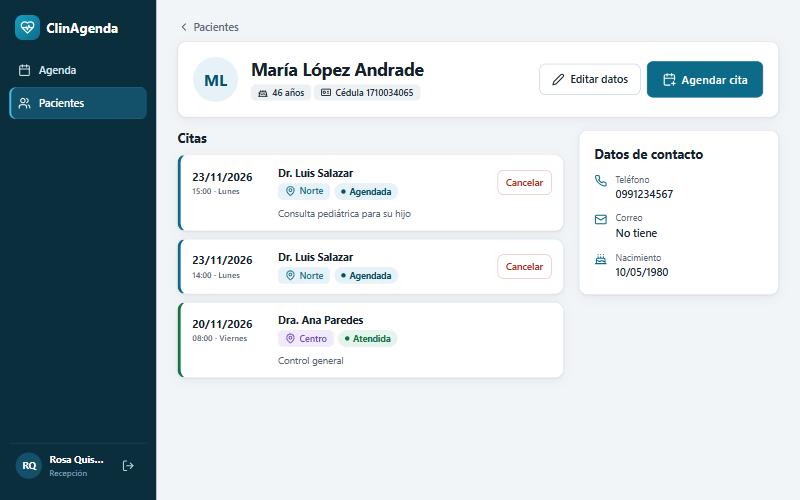 ClinAgenda
Agenda
Pacientes
Rosa Quis...
RQ
Recepción
Pacientes
ML
María López Andrade
46 años
Cédula 1710034065
Editar datos
Agendar cita
Citas
23/11/2026
15:00 · Lunes
Dr. Luis Salazar
Norte
Agendada
Consulta pediátrica para su hijo
Cancelar
23/11/2026
14:00 · Lunes
Dr. Luis Salazar
Norte
Agendada
Cancelar
20/11/2026
08:00 · Viernes
Dra. Ana Paredes
Centro
Atendida
Control general
Datos de contacto
Teléfono
0991234567
Correo
No tiene
Nacimiento
10/05/1980